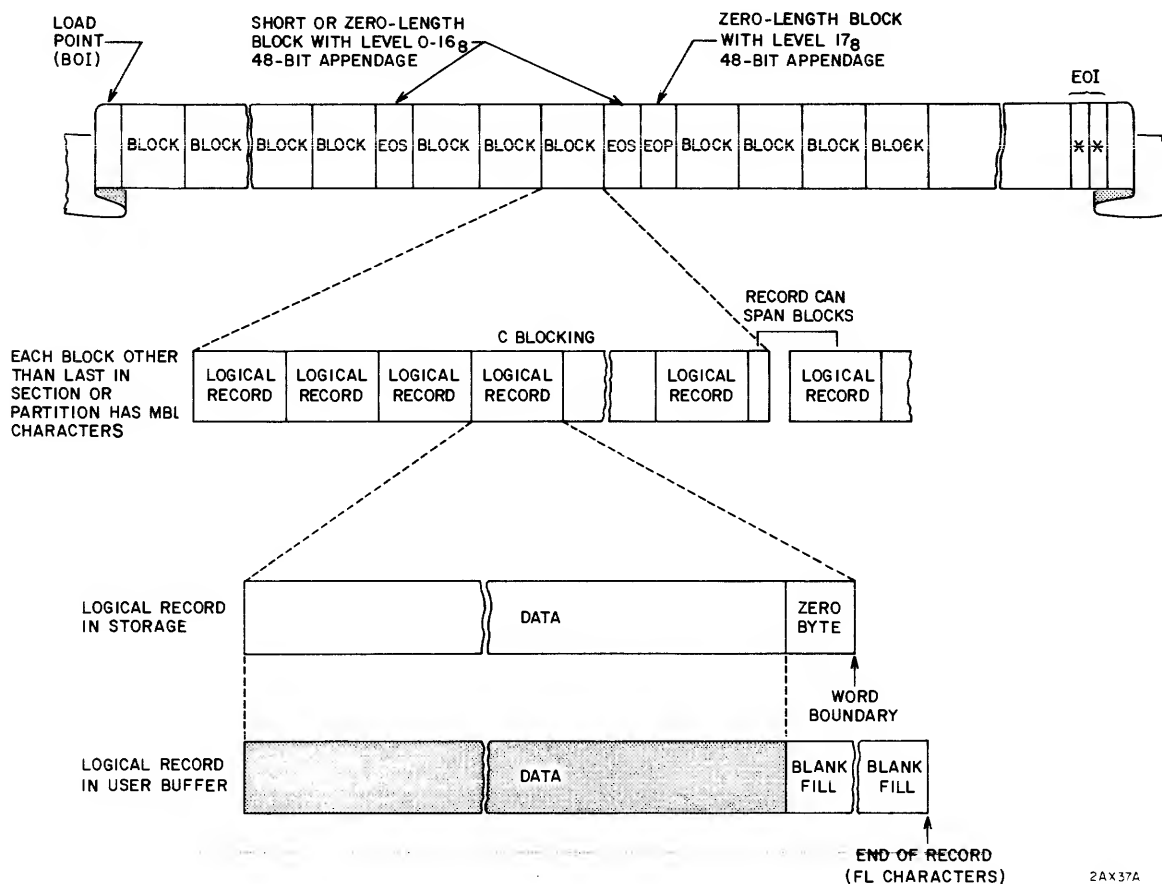 LOAD
POINT
(BOI)
SHORT OR ZERO-LENGTH
BLOCK WITH LEVEL 0-16₈
48-BIT APPENDAGE
ZERO-LENGTH BLOCK
WITH LEVEL 17₈
48-BIT APPENDAGE
EOI
BLOCK BLOCK BLOCK BLOCK EOS BLOCK BLOCK BLOCK EOS EOP BLOCK BLOCK BLOCK BLOCK * *
RECORD CAN
SPAN BLOCKS
C BLOCKING
EACH BLOCK OTHER
THAN LAST IN
SECTION OR
PARTITION HAS MBL
CHARACTERS
LOGICAL RECORD
LOGICAL RECORD
LOGICAL RECORD
LOGICAL RECORD
LOGICAL RECORD
LOGICAL RECORD
LOGICAL RECORD
IN STORAGE
DATA
ZERO
BYTE
WORD
BOUNDARY
LOGICAL RECORD
IN USER BUFFER
DATA
BLANK
FILL
BLANK
FILL
END OF RECORD
(FL CHARACTERS)
2AX37A